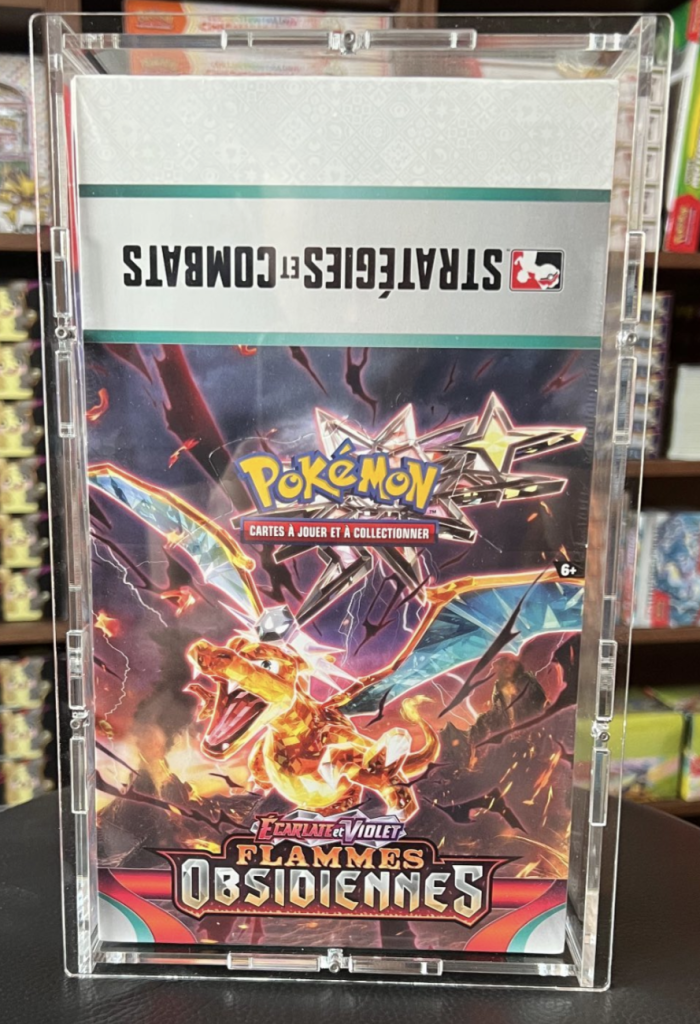 STRATÉGIES ET COMBATS
POKÉMON
CARTES À JOUER ET À COLLECTIONNER
6+
ÉCARLATE et VIOLET
FLAMMES
OBSIDIENNES